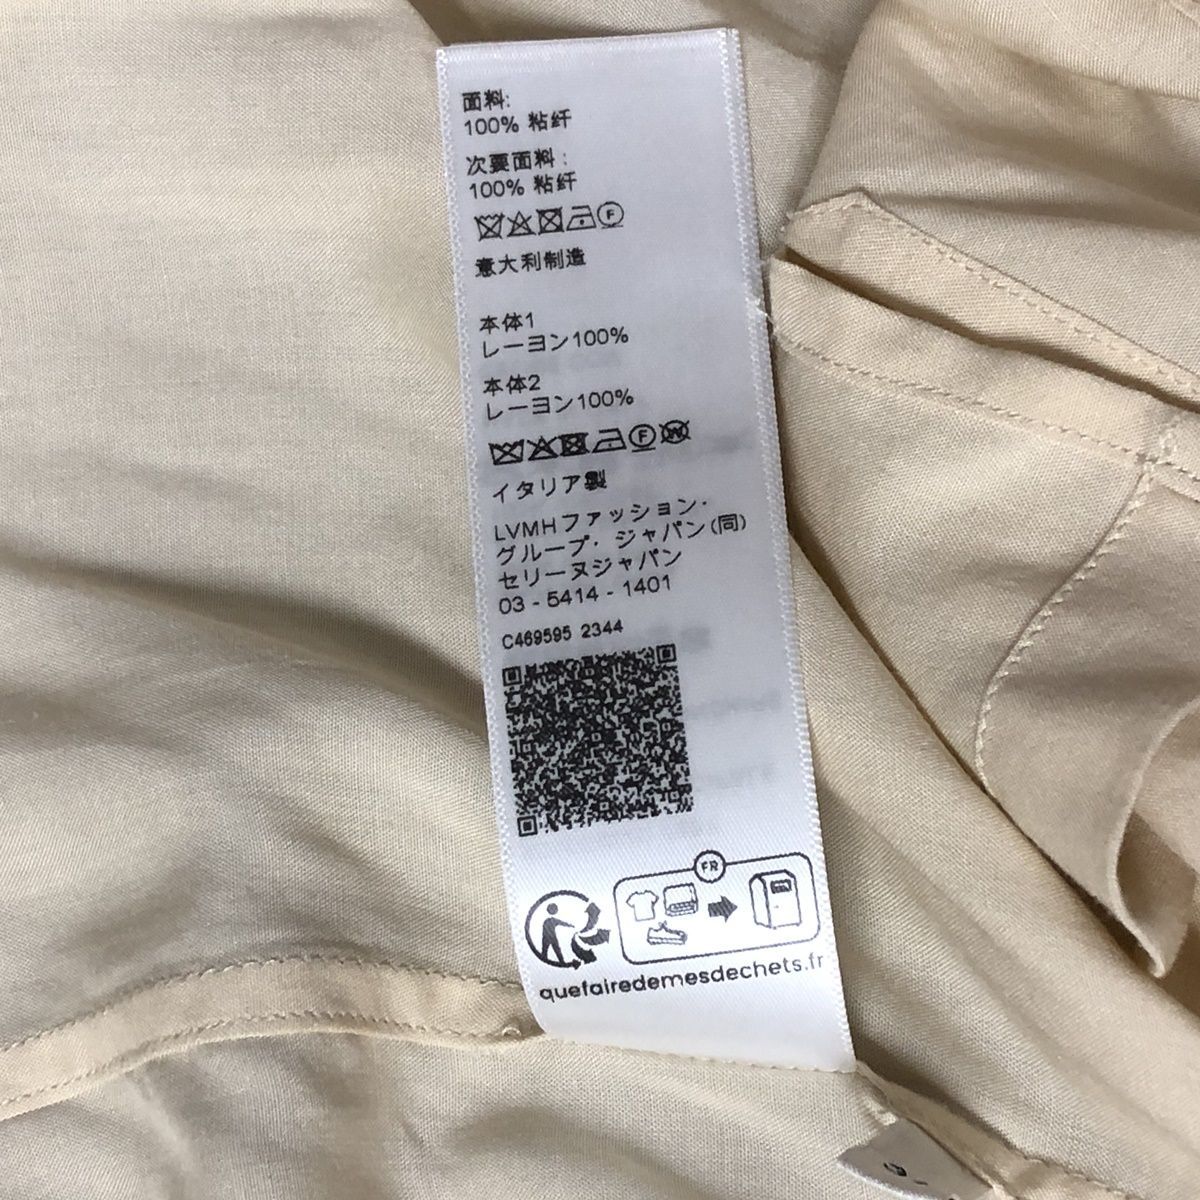 面料:
100% 粘纤
次要面料 :
100% 粘纤
F
意大利制造
本体1
レーヨン100%
本体2
レーヨン100%
F W
イタリア製
LVMHファッション・
グループ・ジャパン(同)
セリーヌジャパン
03 - 5414 - 1401
C469595 2344
FR
quefairedemesdechets.fr